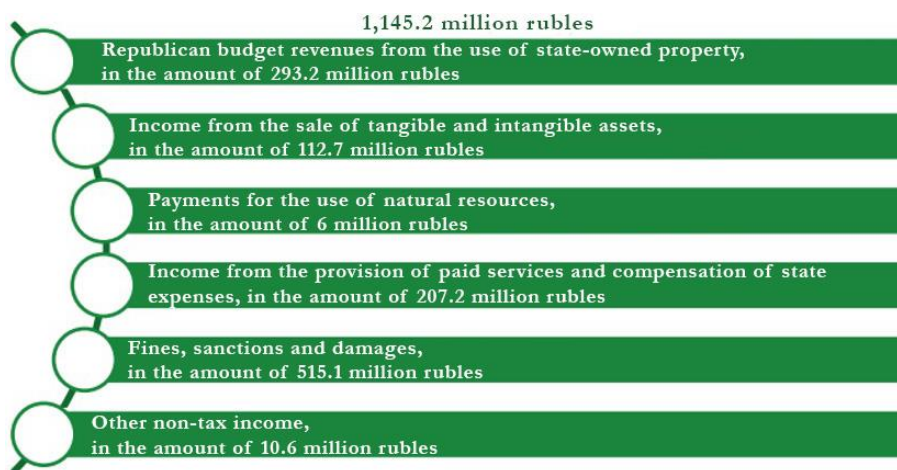 1,145.2 million rubles
Republican budget revenues from the use of state-owned property,
in the amount of 293.2 million rubles
Income from the sale of tangible and intangible assets,
in the amount of 112.7 million rubles
Payments for the use of natural resources,
in the amount of 6 million rubles
Income from the provision of paid services and compensation of state
expenses, in the amount of 207.2 million rubles
Fines, sanctions and damages,
in the amount of 515.1 million rubles
Other non-tax income,
in the amount of 10.6 million rubles